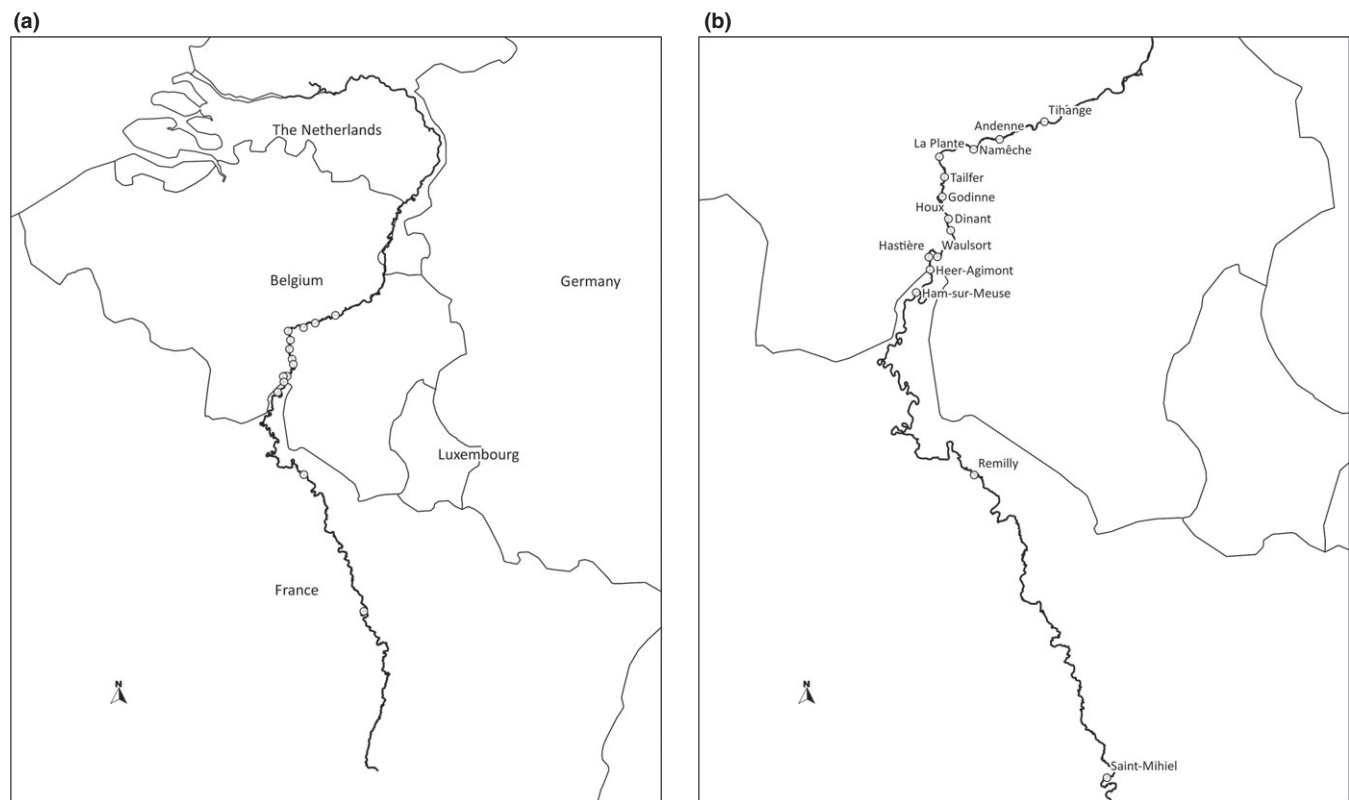 (a)
The Netherlands
Belgium
Germany
Luxembourg
France
N
(b)
Tihange
Andenne
La Plante
Namêche
Tailfer
Godinne
Houx
Dinant
Hastière
Waulsort
Heer-Agimont
Ham-sur-Meuse
Remilly
N
Saint-Mihiel